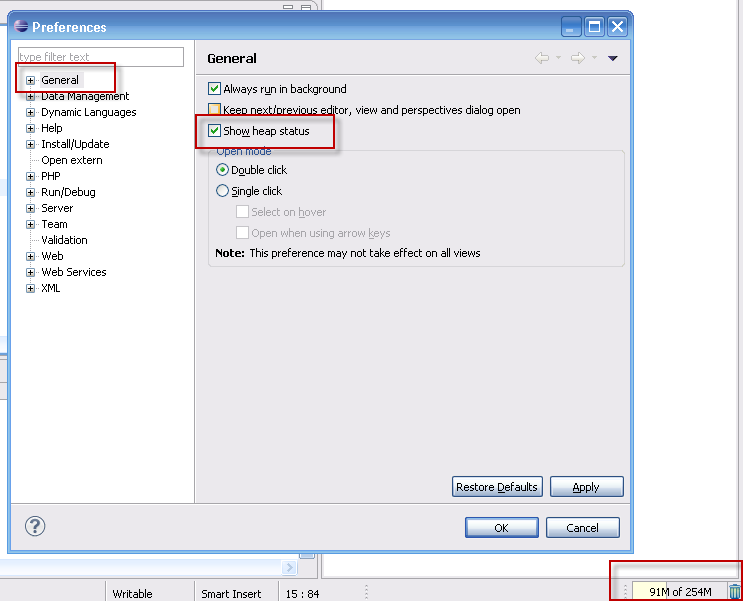 Preferences
type filter text
General
Data Management
Dynamic Languages
Help
Install/Update
Open extern
PHP
Run/Debug
Server
Team
Validation
Web
Web Services
XML
General
Always run in background
Keep next/previous editor, view and perspectives dialog open
Show heap status
Open mode
Double click
Single click
Select on hover
Open when using arrow keys
Note: This preference may not take effect on all views
Restore Defaults
Apply
?
OK
Cancel
Writable
Smart Insert
15 : 84
91M of 254M